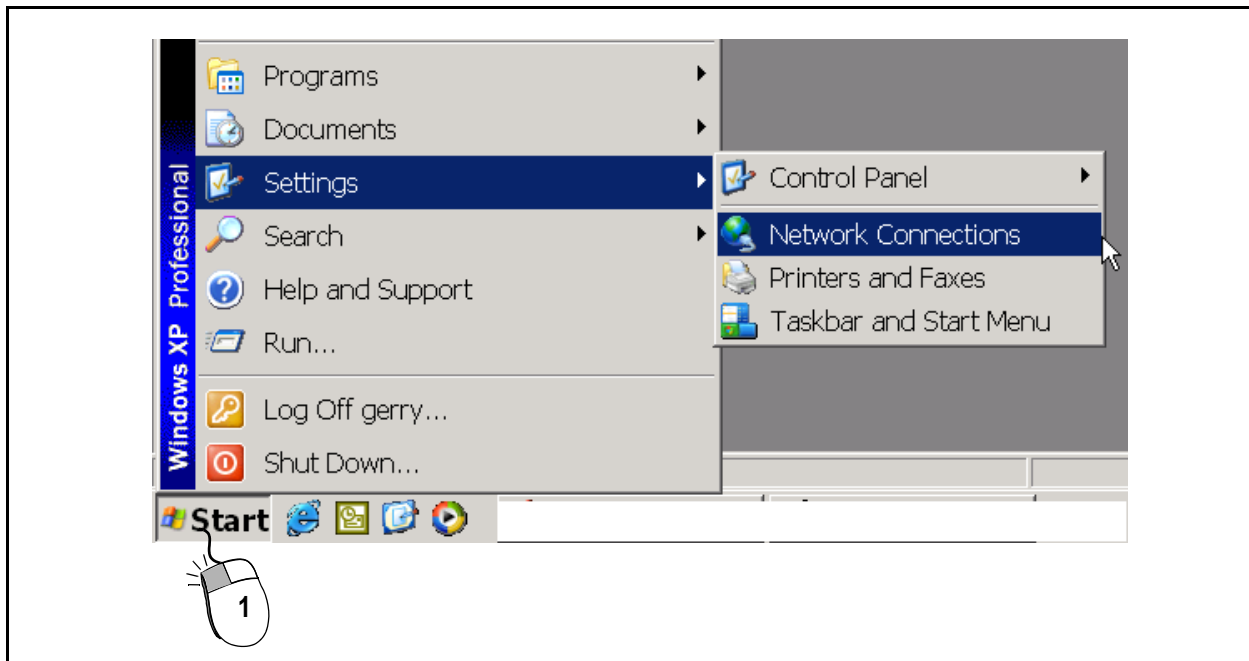 Programs
Documents
Settings
Search
Help and Support
Run...
Log Off gerry...
Shut Down...
Windows XP Professional
Control Panel
Network Connections
Printers and Faxes
Taskbar and Start Menu
Start
1